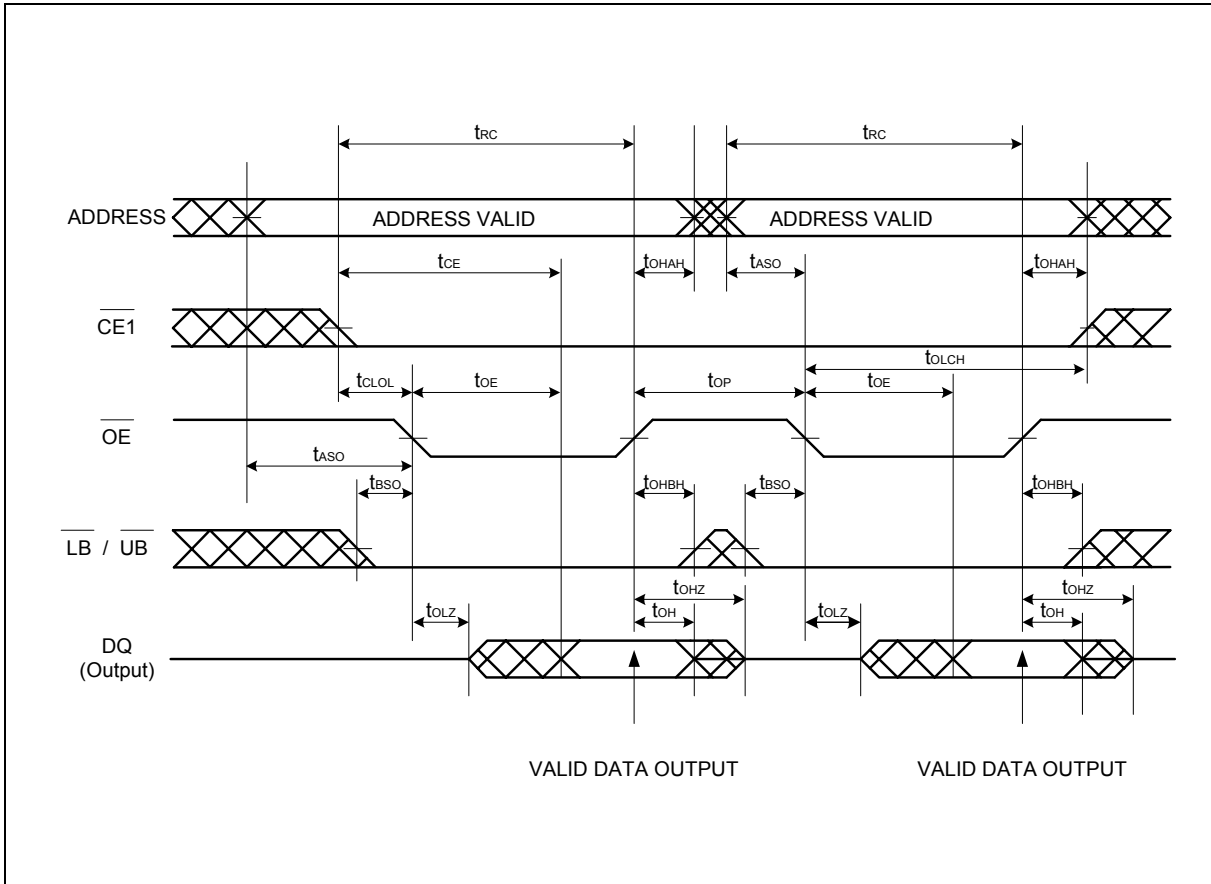 tRC tRC
ADDRESS ADDRESS VALID ADDRESS VALID
tCE tOHAH tASO tOHAH
CE1
tOLCH
tCLOL tOE tOP tOE
OE
tASO
tBSO tOHBH tBSO tOHBH
LB / UB
tOHZ tOHZ
tOLZ tOH tOLZ tOH
DQ
(Output)
VALID DATA OUTPUT VALID DATA OUTPUT